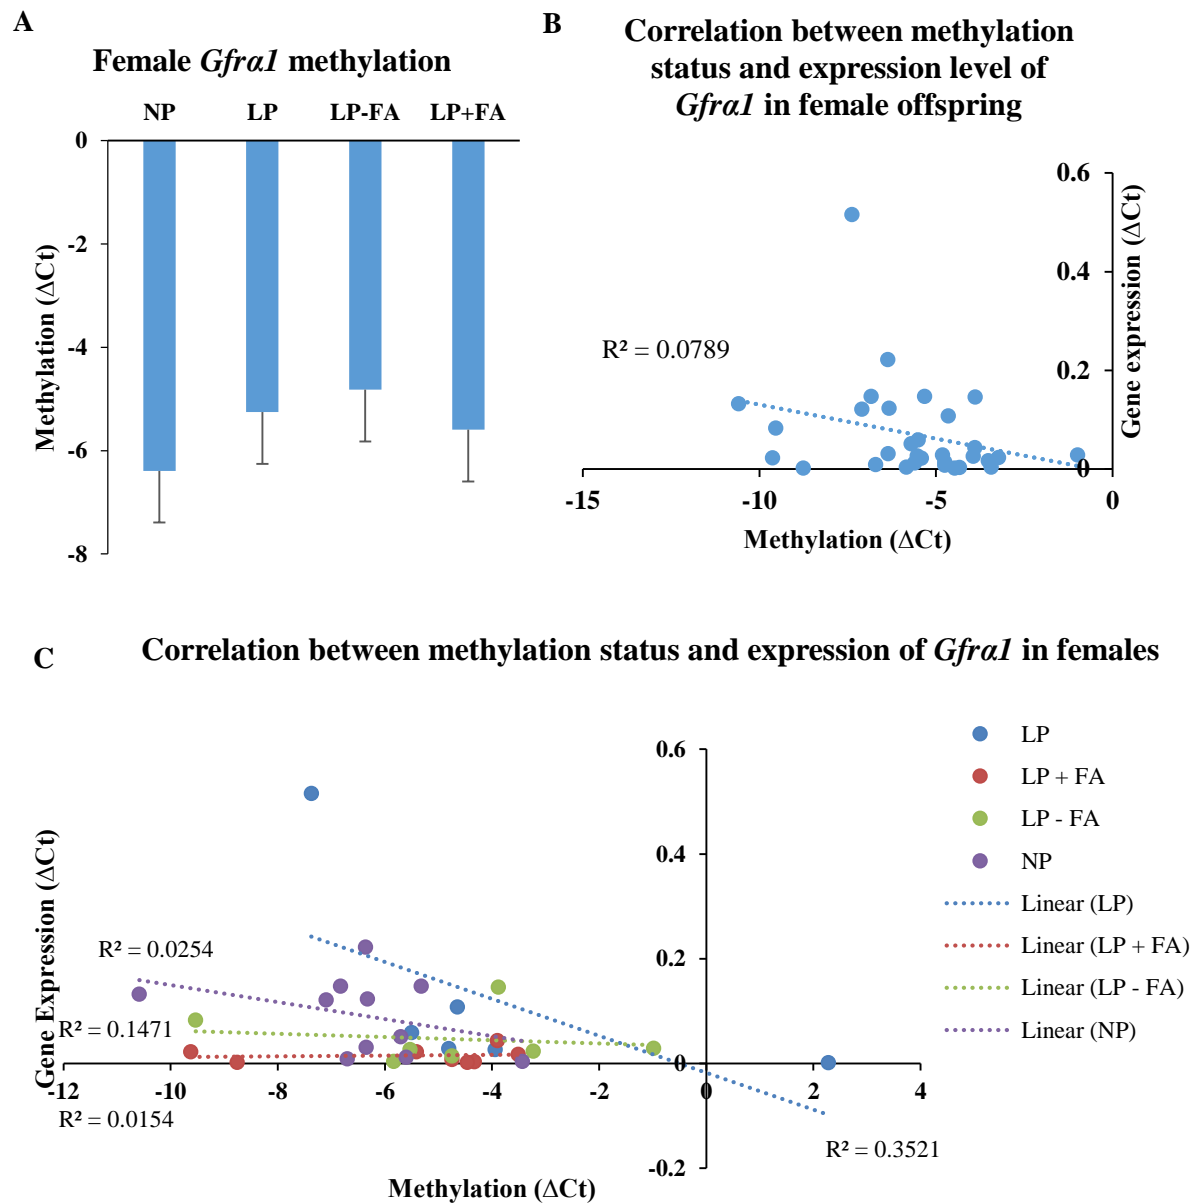 A
Female Gfrα1 methylation
NP LP LP-FA LP+FA
0
-2
-4
-6
-8
Methylation (ΔCt)
B
Correlation between methylation
status and expression level of
Gfrα1 in female offspring
0.6
0.4
0.2
0
Gene expression (ΔCt)
R² = 0.0789
-15 -10 -5 0
Methylation (ΔCt)
C
Correlation between methylation status and expression of Gfrα1 in females
LP
LP + FA
LP - FA
NP
Linear (LP)
Linear (LP + FA)
Linear (LP - FA)
Linear (NP)
0.6
0.4
0.2
0
-0.2
Gene Expression (ΔCt)
R² = 0.0254
R² = 0.1471
R² = 0.0154
R² = 0.3521
-12 -10 -8 -6 -4 -2 0 2 4
Methylation (ΔCt)